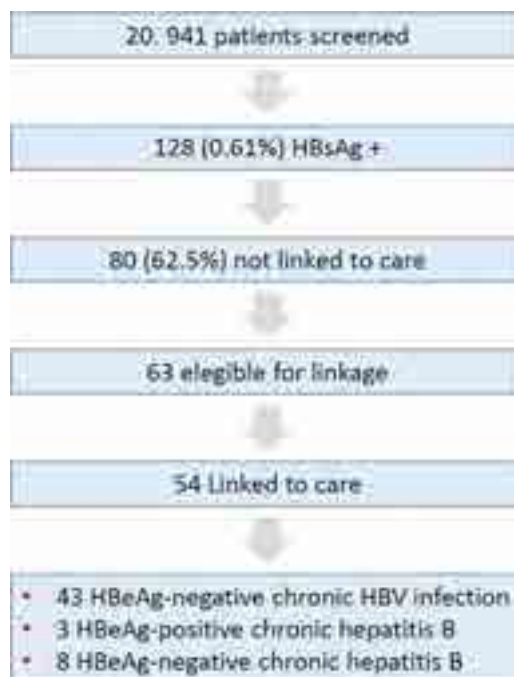 20. 941 patients screened
128 (0.61%) HBsAg +
80 (62.5%) not linked to care
63 elegible for linkage
54 Linked to care
• 43 HBeAg-negative chronic HBV infection
• 3 HBeAg-positive chronic hepatitis B
• 8 HBeAg-negative chronic hepatitis B